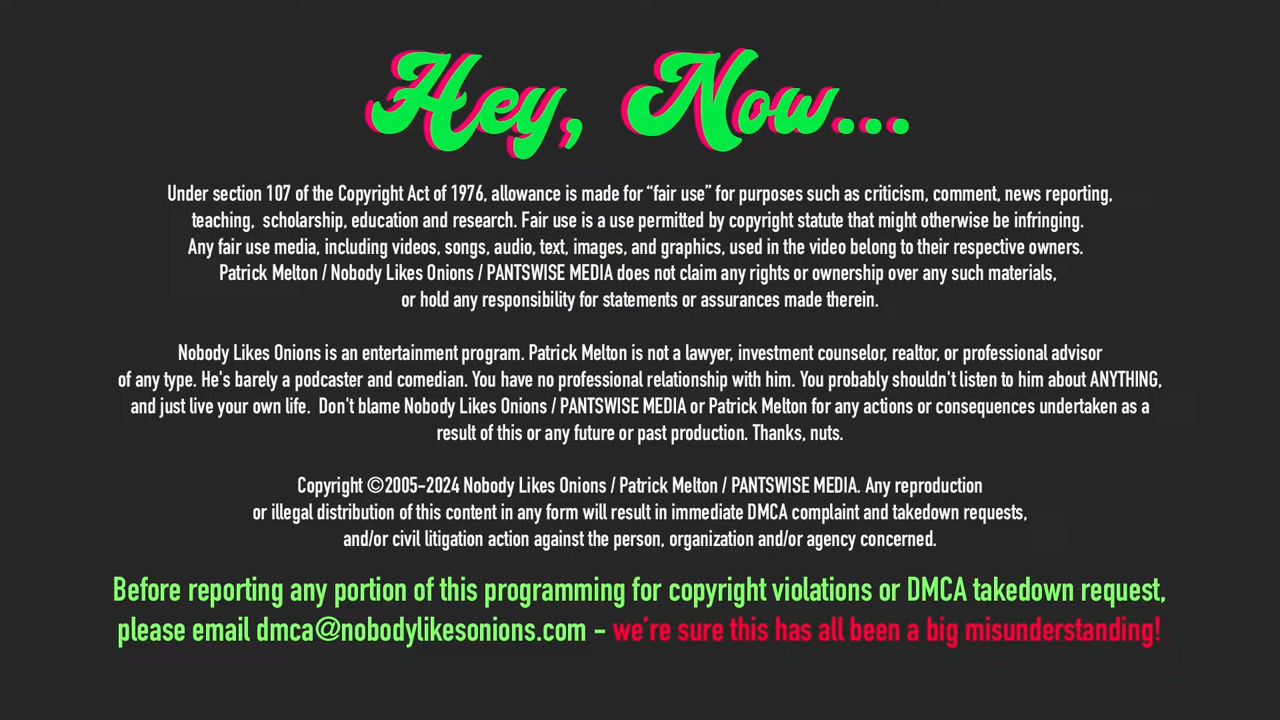 Hey, Now...
Under section 107 of the Copyright Act of 1976, allowance is made for “fair use” for purposes such as criticism, comment, news reporting,
teaching,  scholarship, education and research. Fair use is a use permitted by copyright statute that might otherwise be infringing.
Any fair use media, including videos, songs, audio, text, images, and graphics, used in the video belong to their respective owners.
Patrick Melton / Nobody Likes Onions / PANTSWISE MEDIA does not claim any rights or ownership over any such materials,
or hold any responsibility for statements or assurances made therein.
Nobody Likes Onions is an entertainment program. Patrick Melton is not a lawyer, investment counselor, realtor, or professional advisor
of any type. He's barely a podcaster and comedian. You have no professional relationship with him. You probably shouldn't listen to him about ANYTHING,
and just live your own life.  Don't blame Nobody Likes Onions / PANTSWISE MEDIA or Patrick Melton for any actions or consequences undertaken as a
result of this or any future or past production. Thanks, nuts.
Copyright ©2005-2024 Nobody Likes Onions / Patrick Melton / PANTSWISE MEDIA. Any reproduction
or illegal distribution of this content in any form will result in immediate DMCA complaint and takedown requests,
and/or civil litigation action against the person, organization and/or agency concerned.
Before reporting any portion of this programming for copyright violations or DMCA takedown request,
please email dmca@nobodylikesonions.com - we're sure this has all been a big misunderstanding!